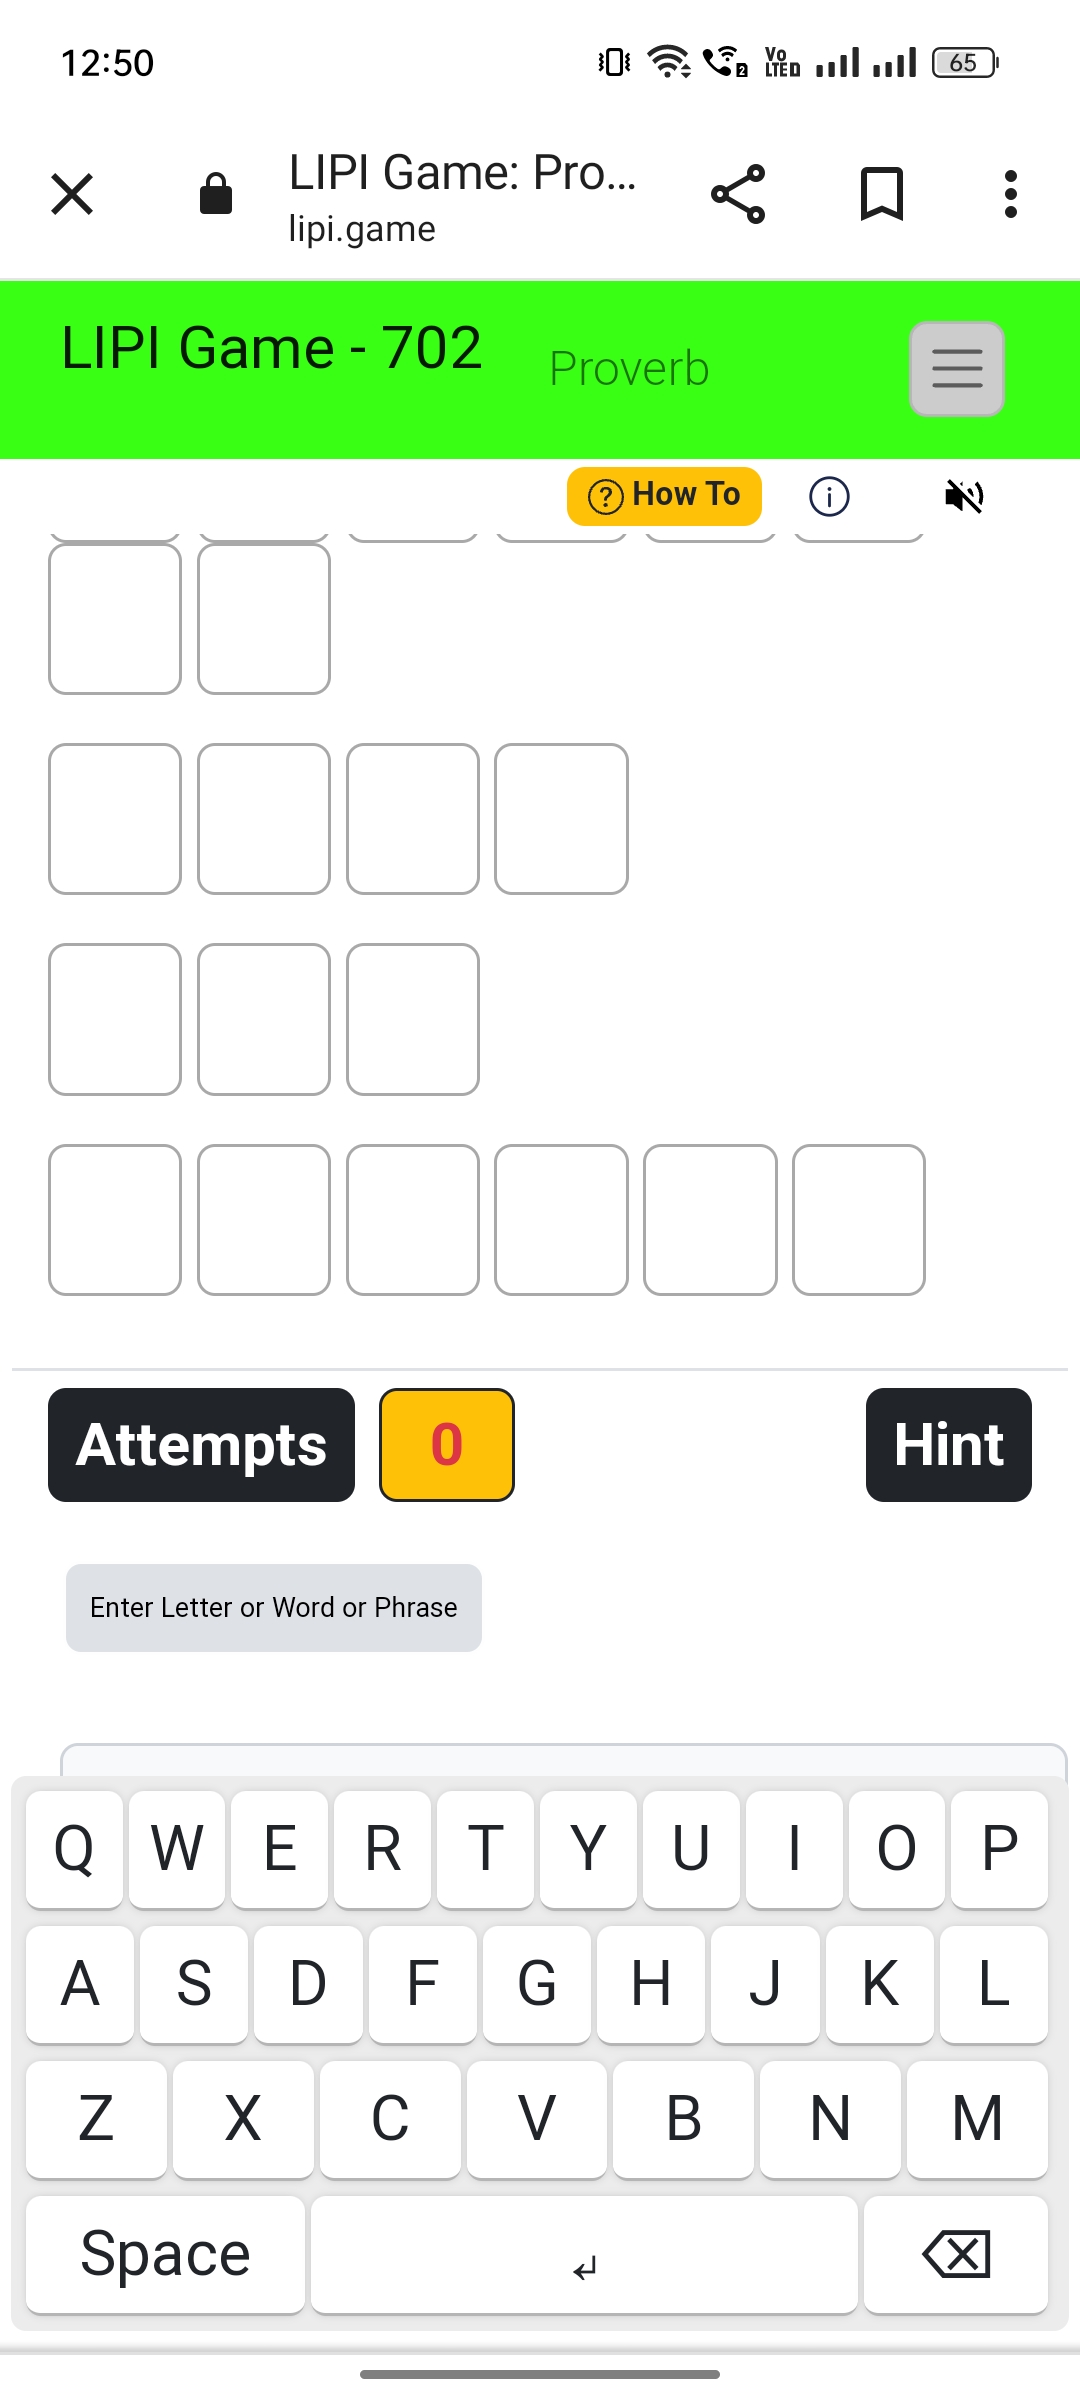 12:50
2
Vo
LTE D
65
LIPI Game: Pro...
lipi.game
LIPI Game - 702
Proverb
? How To
i
Attempts
0
Hint
Enter Letter or Word or Phrase
Q W E R T Y U I O P
A S D F G H J K L
Z X C V B N M
Space ↵